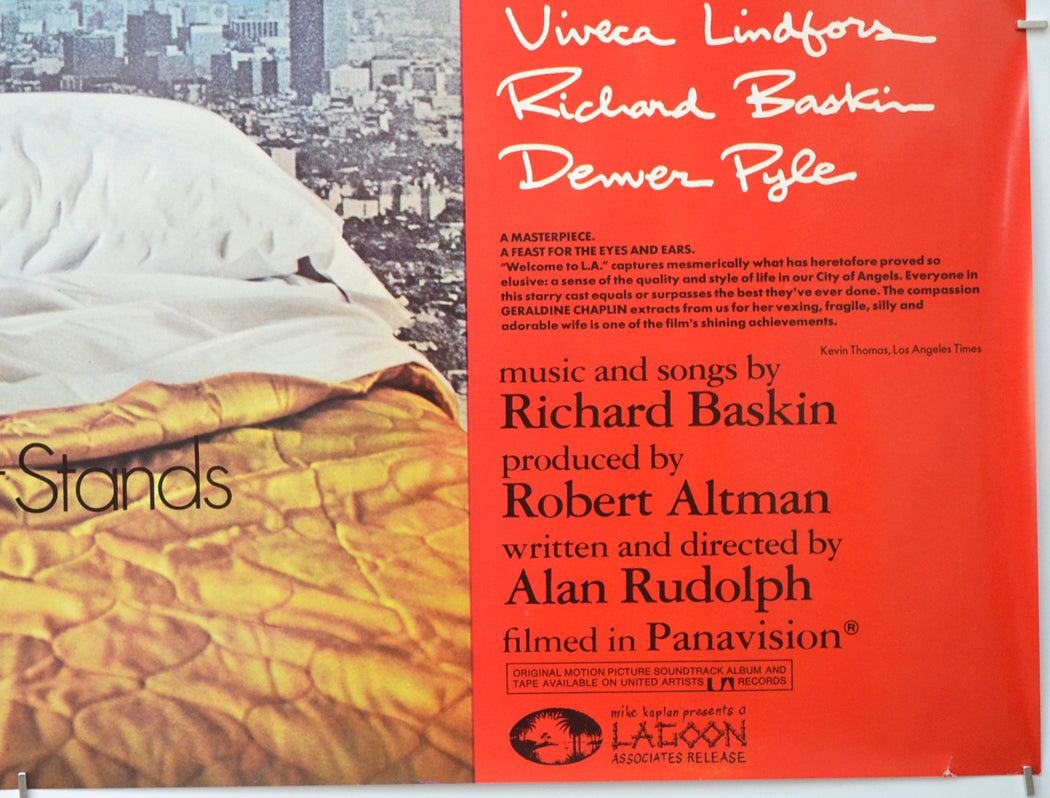 Viveca Lindfors
Richard Baskin
Denver Pyle
A MASTERPIECE.
A FEAST FOR THE EYES AND EARS.
"Welcome to L.A." captures mesmerically what has heretofore proved so
elusive: a sense of the quality and style of life in our City of Angels. Everyone in
this starry cast equals or surpasses the best they've ever done. The compassion
GERALDINE CHAPLIN extracts from us for her vexing, fragile, silly and
adorable wife is one of the film's shining achievements.
Kevin Thomas, Los Angeles Times
music and songs by
Richard Baskin
produced by
Robert Altman
written and directed by
Alan Rudolph
filmed in Panavision®
ORIGINAL MOTION PICTURE SOUNDTRACK ALBUM AND
TAPE AVAILABLE ON UNITED ARTISTS UA RECORDS
mike kaplan presents a
LAGOON
ASSOCIATES RELEASE
Stands